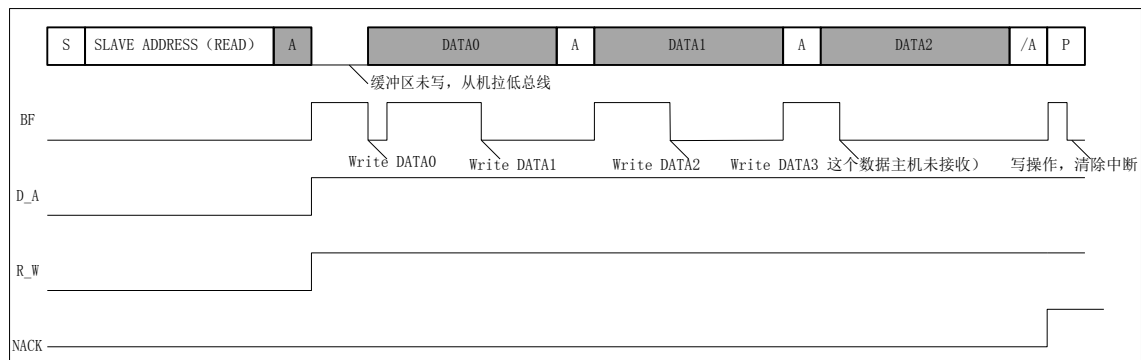 S SLAVE ADDRESS (READ) A DATA0 A DATA1 A DATA2 /A P
缓冲区未写，从机拉低总线
BF
Write DATA0 Write DATA1 Write DATA2 Write DATA3 这个数据主机未接收） 写操作，清除中断
D_A
R_W
NACK